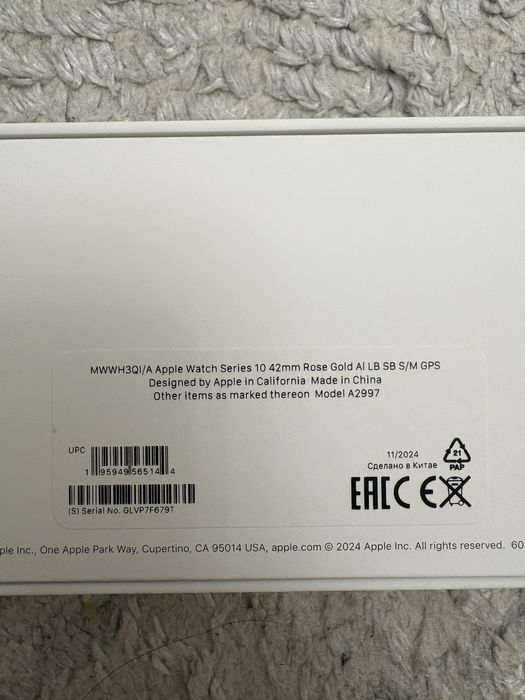 MWWH3QI/A Apple Watch Series 10 42mm Rose Gold Al LB SB S/M GPS
Designed by Apple in California Made in China
Other items as marked thereon Model A2997
UPC
1 95949 56514 4
(S) Serial No. GLVP7F679T
11/2024
Сделано в Китае
21
PAP
EAC CE
ple Inc., One Apple Park Way, Cupertino, CA 95014 USA, apple.com © 2024 Apple Inc. All rights reserved. 60